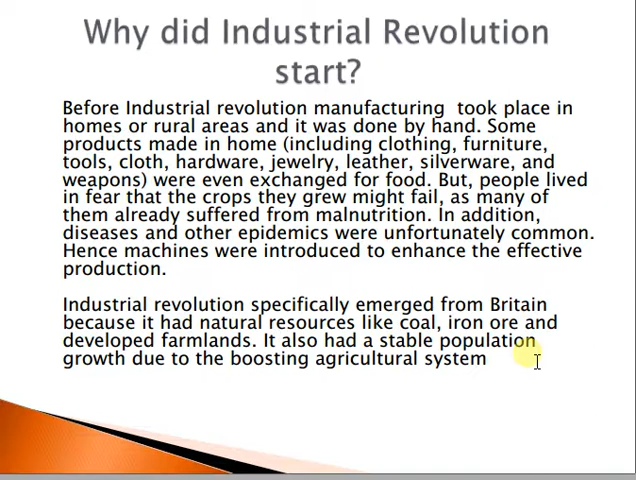 Why did Industrial Revolution
start?
Before Industrial revolution manufacturing took place in
homes or rural areas and it was done by hand. Some
products made in home (including clothing, furniture,
tools, cloth, hardware, jewelry, leather, silverware, and
weapons) were even exchanged for food. But, people lived
in fear that the crops they grew might fail, as many of
them already suffered from malnutrition. In addition,
diseases and other epidemics were unfortunately common.
Hence machines were introduced to enhance the effective
production.
Industrial revolution specifically emerged from Britain
because it had natural resources like coal, iron ore and
developed farmlands. It also had a stable population
growth due to the boosting agricultural system